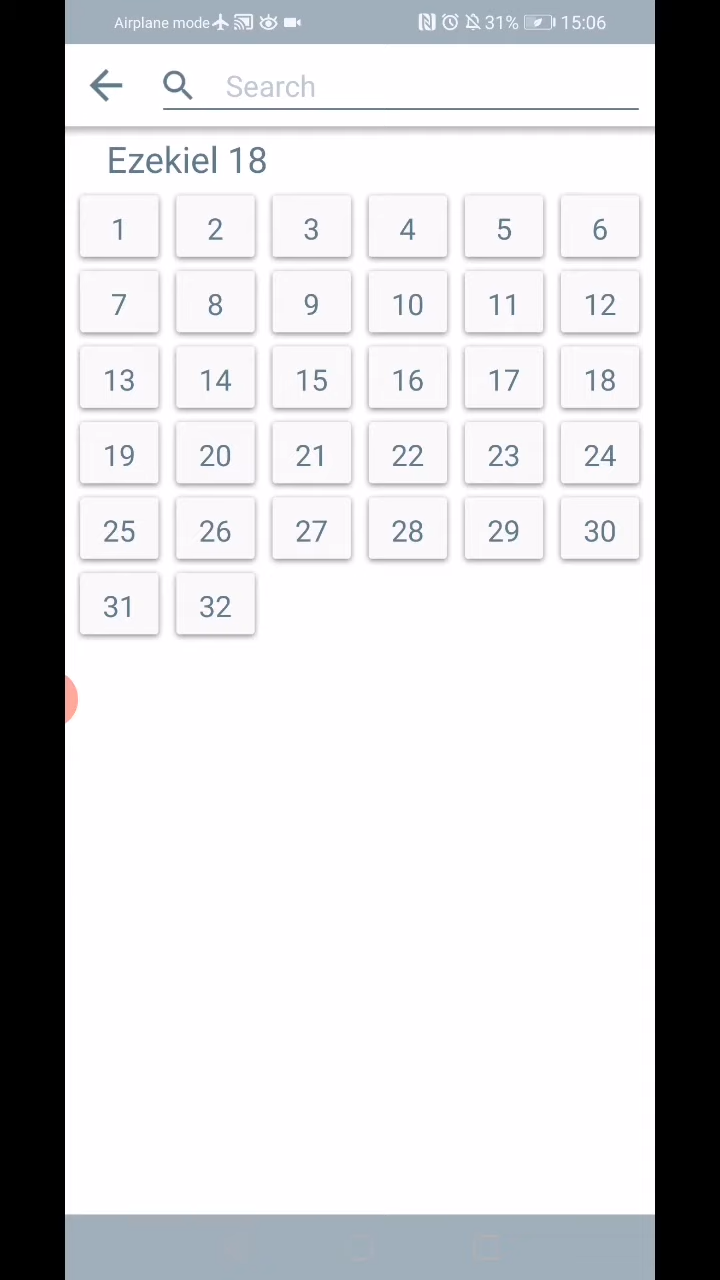 Airplane mode 31% 15:06
Search
Ezekiel 18
1 2 3 4 5 6
7 8 9 10 11 12
13 14 15 16 17 18
19 20 21 22 23 24
25 26 27 28 29 30
31 32